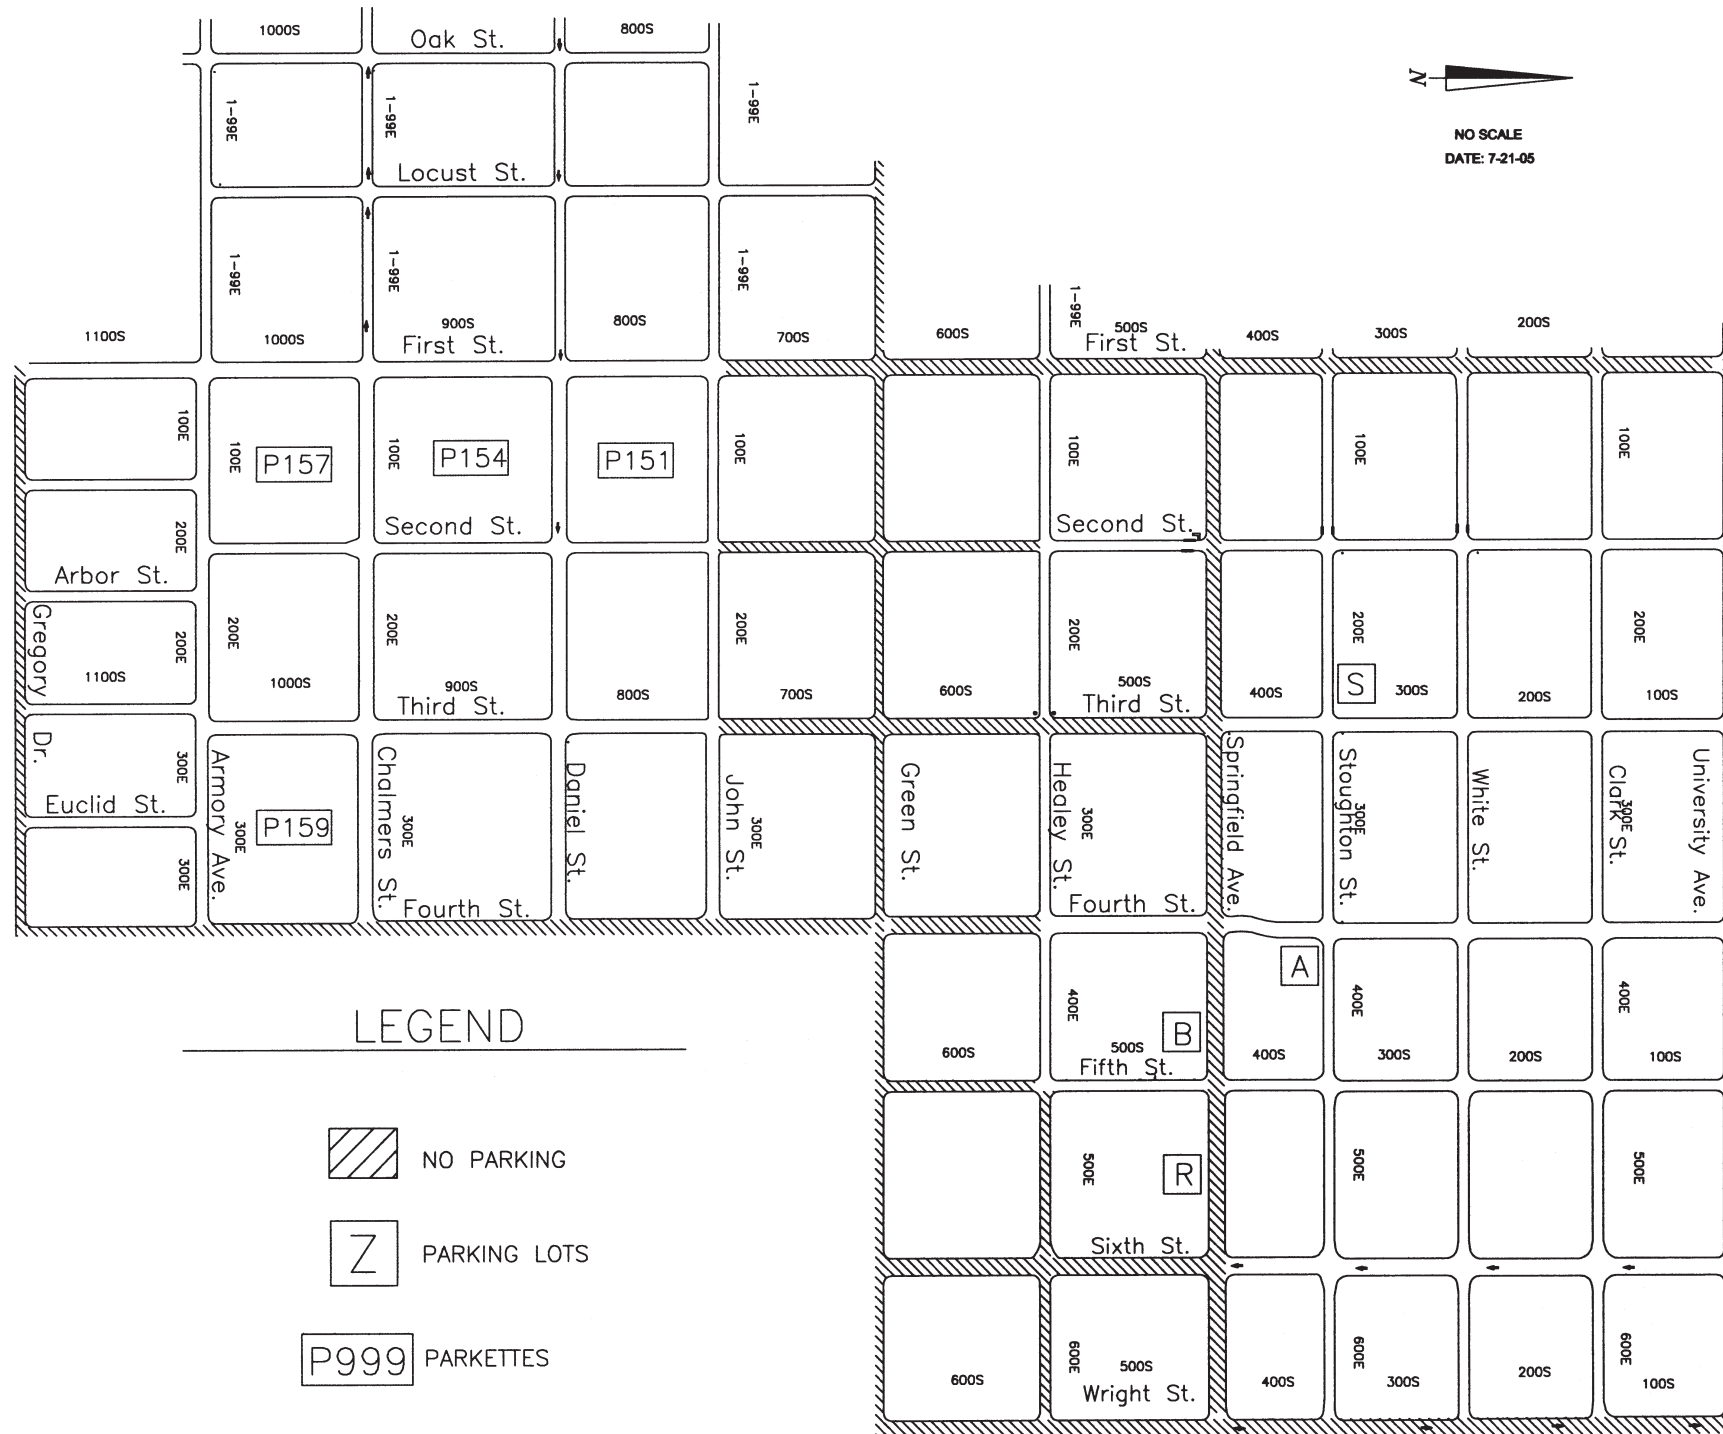 1000S
Oak St.
800S
N
NO SCALE
DATE: 7-21-05
1-99E
1-99E
1-99E
Locust St.
1-99E
1-99E
1-99E
1-99E
1100S
1000S
900S
First St.
800S
700S
600S
500S
First St.
400S
300S
200S
100E
100E
P157
100E
P154
P151
100E
100E
100E
100E
Second St.
Second St.
200E
Arbor St.
Gregory Dr.
200E
1100S
200E
1000S
200E
900S
Third St.
800S
200E
700S
600S
200E
500S
Third St.
400S
200E
S
300S
200S
200E
100S
300E
Euclid St.
300E
Armory Ave.
300E
P159
Chalmers St.
300E
Fourth St.
Daniel St.
John St.
300E
Green St.
Healey St.
300E
Fourth St.
Springfield Ave.
Stoughton St.
300E
White St.
Clark St.
300E
University Ave.
A
400E
B
400E
400E
600S
500S
Fifth St.
400S
300S
200S
100S
500E
R
500E
500E
Sixth St.
600E
600E
600E
600S
500S
Wright St.
400S
300S
200S
100S
LEGEND
NO PARKING
Z PARKING LOTS
P999 PARKETTES